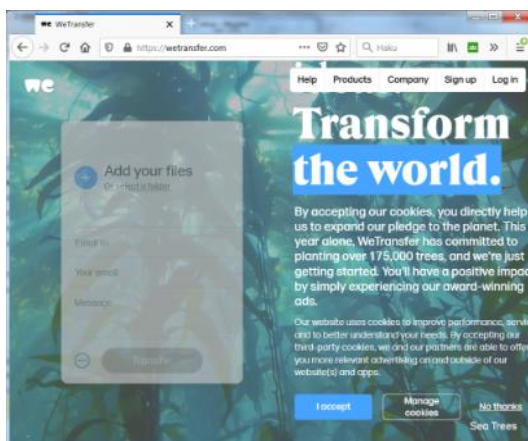 WeTransfer
https://wetransfer.com
Haku
we
Help Products Company Sign up Log in
Transform
the world.
Add your files
Or select a folder
Email to
Your email
Message
Transfer
By accepting our cookies, you directly help
us to expand our pledge to the planet. This
year alone, WeTransfer has committed to
planting over 175,000 trees, and we're just
getting started. You'll have a positive impac
by simply experiencing our award-winning
ads.
Our website uses cookies to improve performance, servi
and to better understand your needs. By accepting our
third-party cookies, we and our partners are able to offer
you more relevant advertising on and outside of our
website(s) and apps.
I accept
Manage
cookies
No thanks
Sea Trees